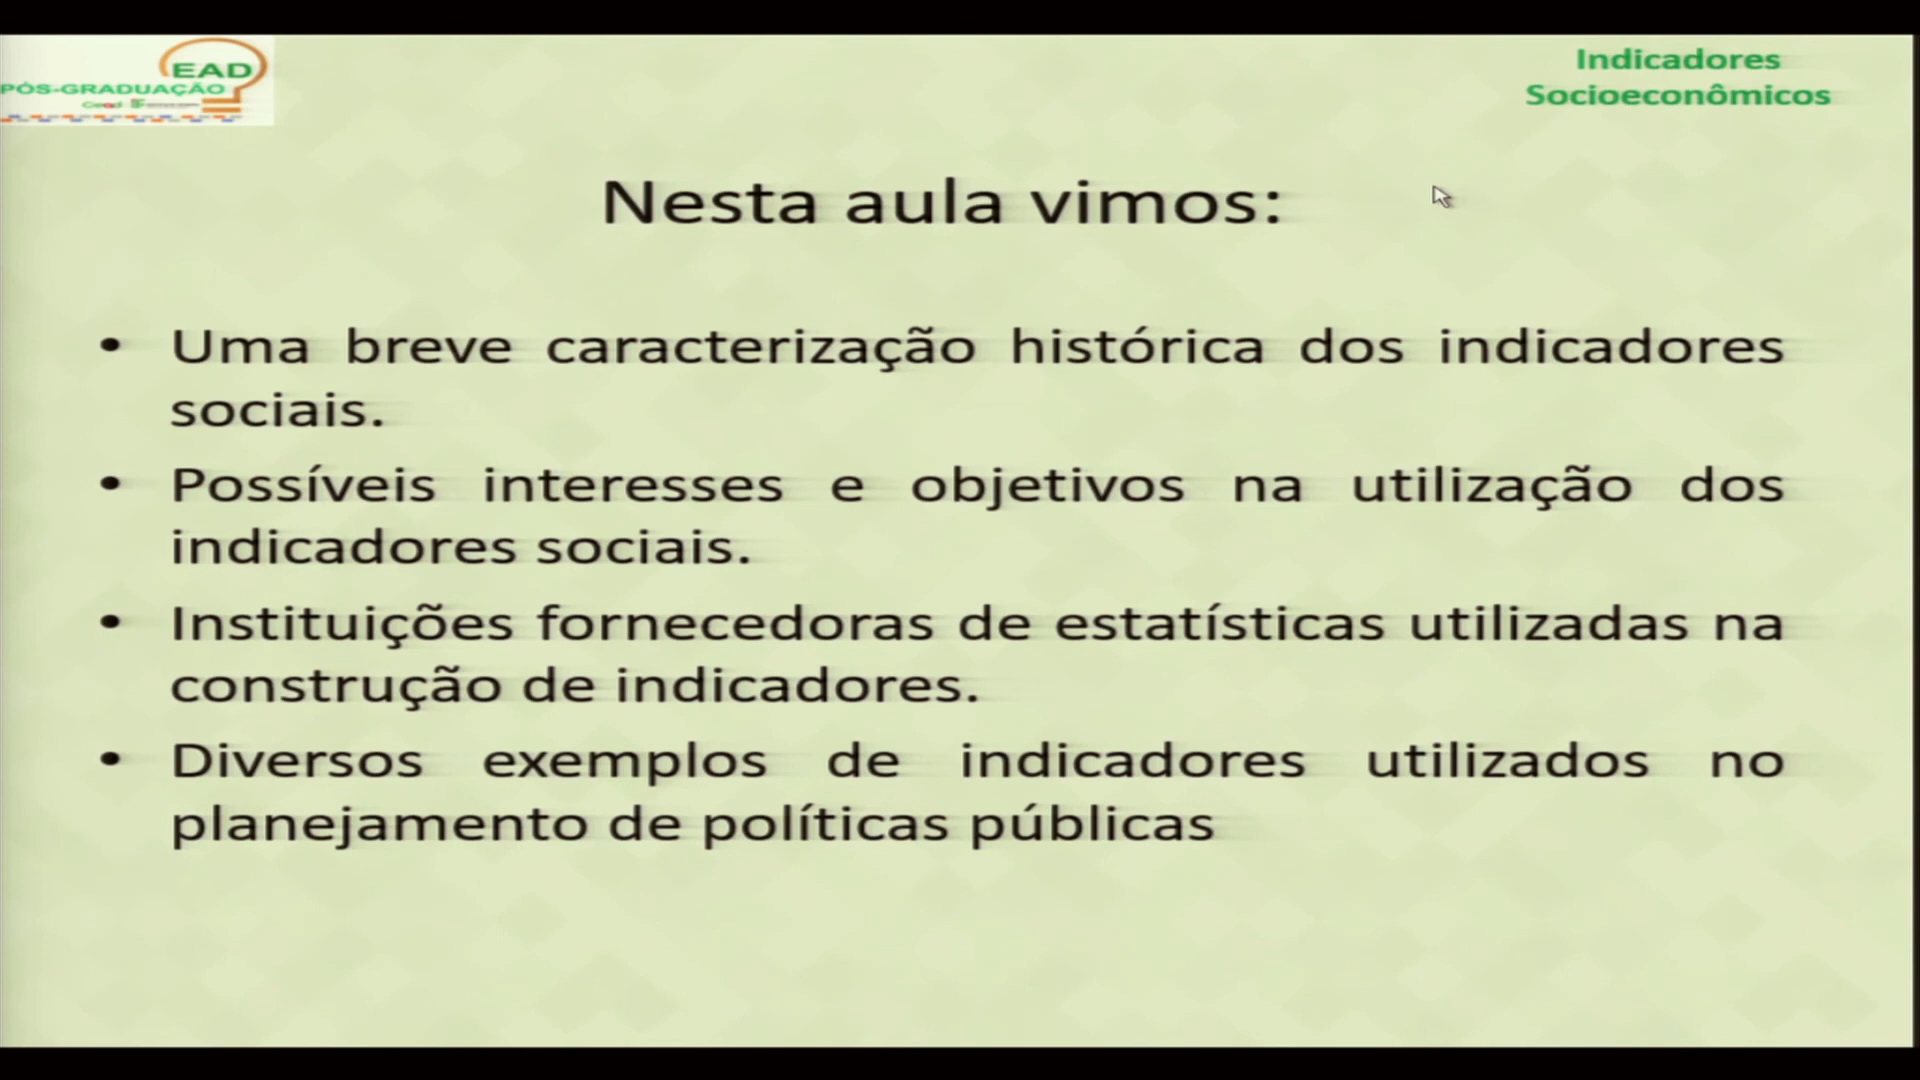 EAD
PÓS-GRADUAÇÃO
Indicadores
Socioeconômicos
Nesta aula vimos:
• Uma breve caracterização histórica dos indicadores
sociais.
• Possíveis interesses e objetivos na utilização dos
indicadores sociais.
• Instituições fornecedoras de estatísticas utilizadas na
construção de indicadores.
• Diversos exemplos de indicadores utilizados no
planejamento de políticas públicas